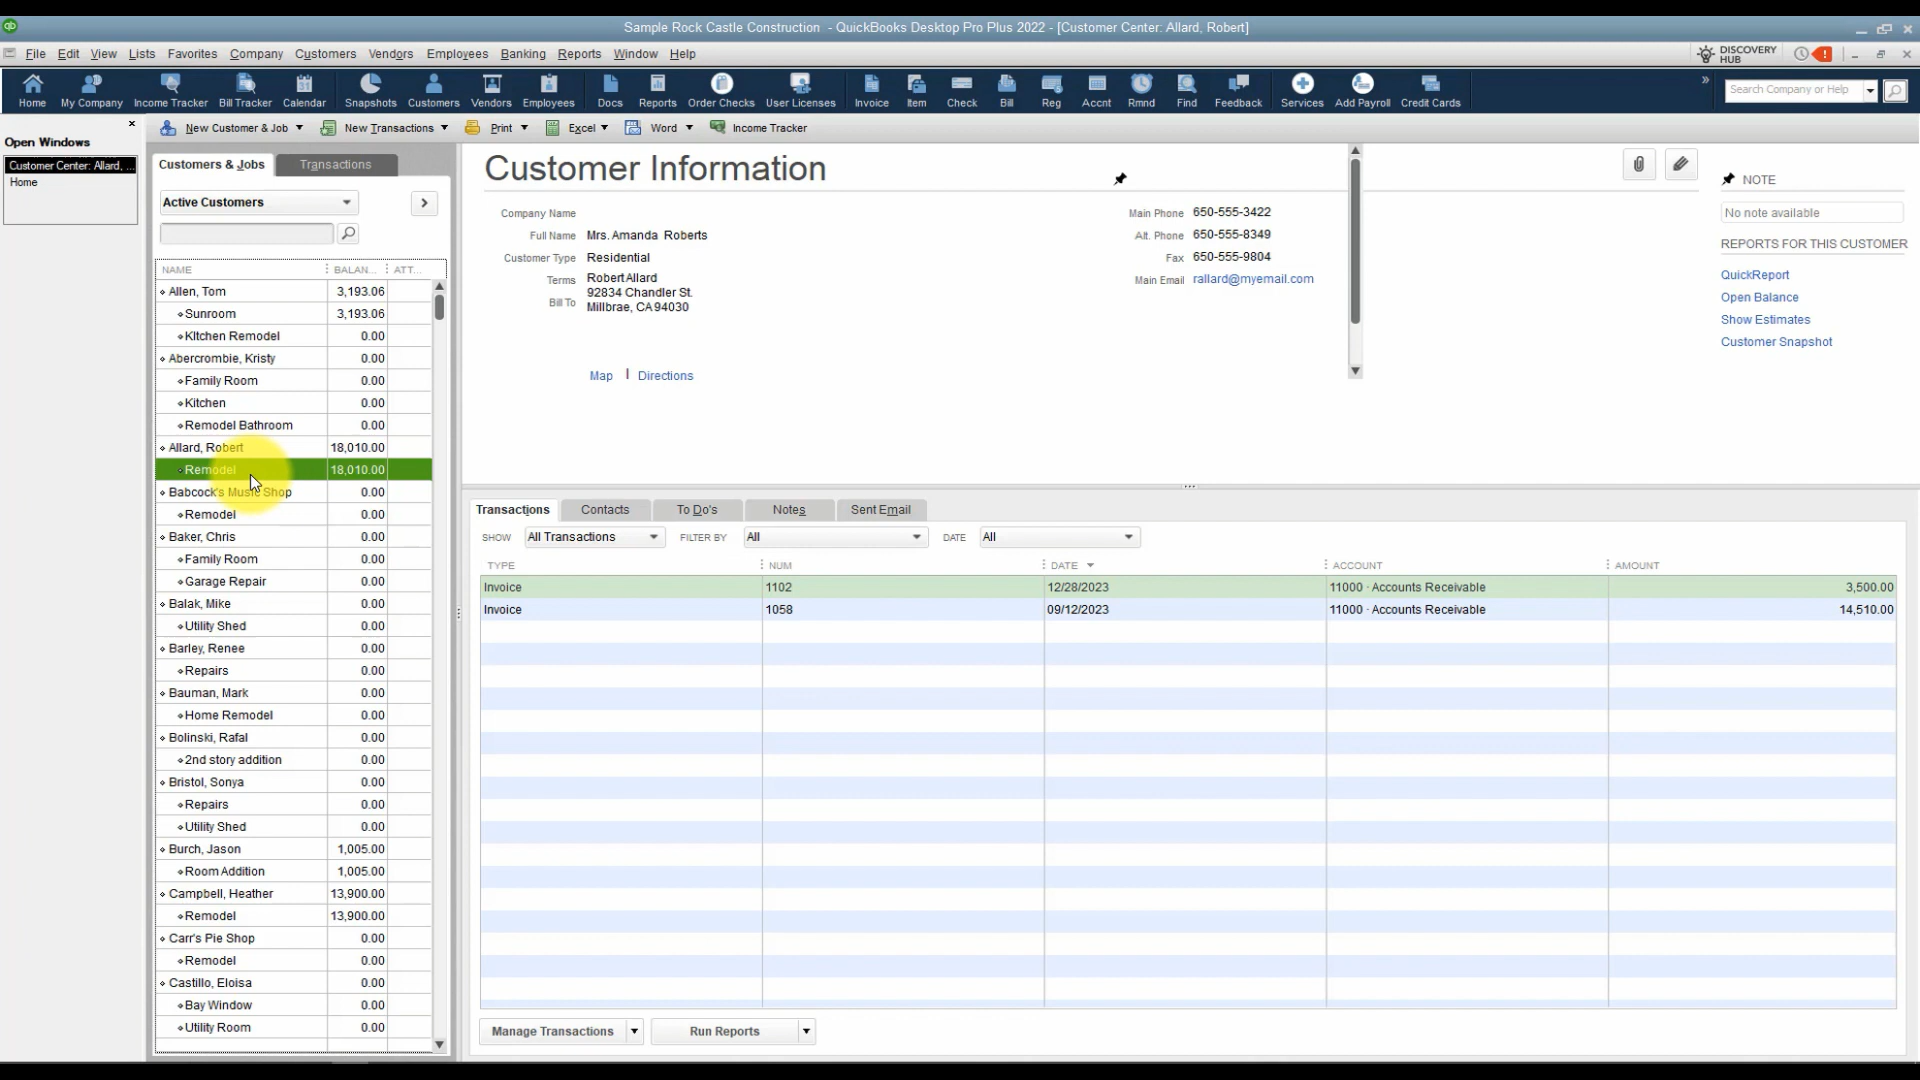 Sample Rock Castle Construction - QuickBooks Desktop Pro Plus 2022 - [Customer Center: Allard, Robert]
File Edit View Lists Favorites Company Customers Vendors Employees Banking Reports Window Help
DISCOVERY HUB
Home My Company Income Tracker Bill Tracker Calendar Snapshots Customers Vendors Employees Docs Reports Order Checks User Licenses Invoice Item Check Bill Reg Accnt Rmnd Find Feedback Services Add Payroll Credit Cards
Search Company or Help
Open Windows
Customer Center: Allard, ...
Home
New Customer & Job New Transactions Print Excel Word Income Tracker
Customers & Jobs Transactions
Active Customers
NAME BALAN... ATT...
Allen, Tom 3,193.06
Sunroom 3,193.06
KItchen Remodel 0.00
Abercrombie, Kristy 0.00
Family Room 0.00
Kitchen 0.00
Remodel Bathroom 0.00
Allard, Robert 18,010.00
Remodel 18,010.00
Babcock's Music Shop 0.00
Remodel 0.00
Baker, Chris 0.00
Family Room 0.00
Garage Repair 0.00
Balak, Mike 0.00
Utility Shed 0.00
Barley, Renee 0.00
Repairs 0.00
Bauman, Mark 0.00
Home Remodel 0.00
Bolinski, Rafal 0.00
2nd story addition 0.00
Bristol, Sonya 0.00
Repairs 0.00
Utility Shed 0.00
Burch, Jason 1,005.00
Room Addition 1,005.00
Campbell, Heather 13,900.00
Remodel 13,900.00
Carr's Pie Shop 0.00
Remodel 0.00
Castillo, Eloisa 0.00
Bay Window 0.00
Utility Room 0.00
Customer Information
Company Name
Full Name Mrs. Amanda Roberts
Customer Type Residential
Terms
Bill To
Robert Allard
92834 Chandler St.
Millbrae, CA 94030
Map | Directions
Main Phone 650-555-3422
Alt. Phone 650-555-8349
Fax 650-555-9804
Main Email rallard@myemail.com
NOTE
No note available
REPORTS FOR THIS CUSTOMER
QuickReport
Open Balance
Show Estimates
Customer Snapshot
Transactions Contacts To Do's Notes Sent Email
SHOW All Transactions FILTER BY All DATE All
TYPE NUM DATE ACCOUNT AMOUNT
Invoice 1102 12/28/2023 11000 · Accounts Receivable 3,500.00
Invoice 1058 09/12/2023 11000 · Accounts Receivable 14,510.00
Manage Transactions Run Reports